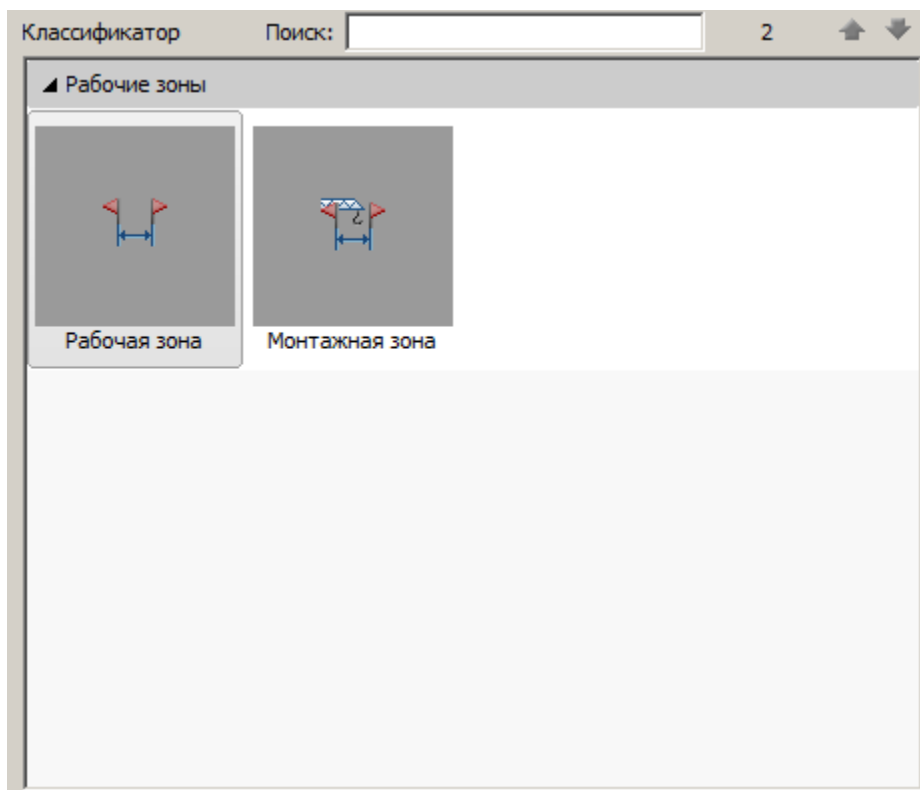 Классификатор Поиск: 2
Рабочие зоны
Рабочая зона Монтажная зона